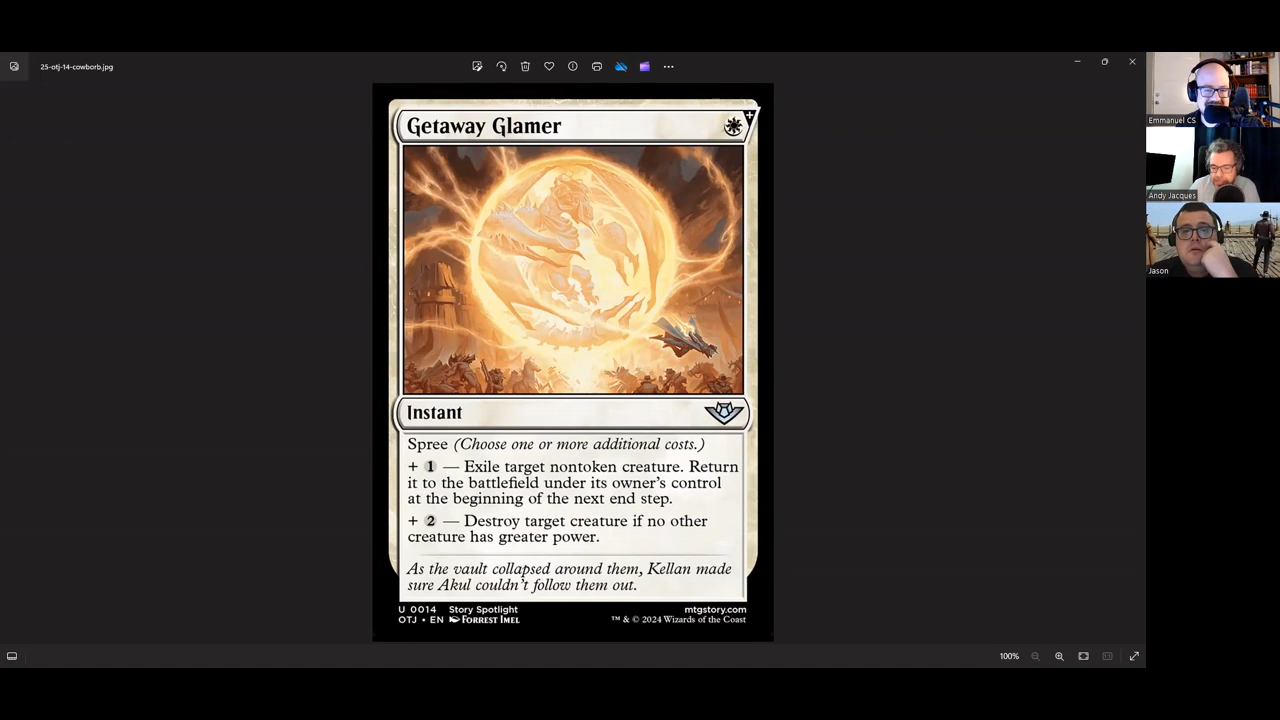 25-otj-14-cowborb.jpg
Getaway Glamer
Instant
Spree (Choose one or more additional costs.)
+ 1 — Exile target nontoken creature. Return
it to the battlefield under its owner's control
at the beginning of the next end step.
+ 2 — Destroy target creature if no other
creature has greater power.
As the vault collapsed around them, Kellan made
sure Akul couldn't follow them out.
U 0014 Story Spotlight mtgstory.com
OTJ • EN Forrest Imel ™ & © 2024 Wizards of the Coast
Emmanuel CS
Andy Jacques
Jason
100%